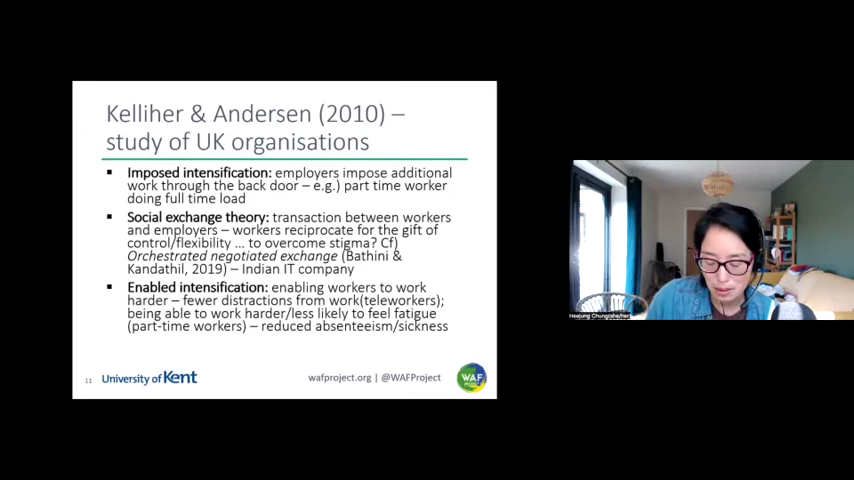 Kelliher & Andersen (2010) –
study of UK organisations
▪ Imposed intensification: employers impose additional
work through the back door – e.g.) part time worker
doing full time load
▪ Social exchange theory: transaction between workers
and employers – workers reciprocate for the gift of
control/flexibility ... to overcome stigma? Cf)
Orchestrated negotiated exchange (Bathini &
Kandathil, 2019) – Indian IT company
▪ Enabled intensification: enabling workers to work
harder – fewer distractions from work(teleworkers);
being able to work harder/less likely to feel fatigue
(part-time workers) – reduced absenteeism/sickness
11 University of Kent
wafproject.org | @WAFProject
WAF
Heejung Chung(she/her)